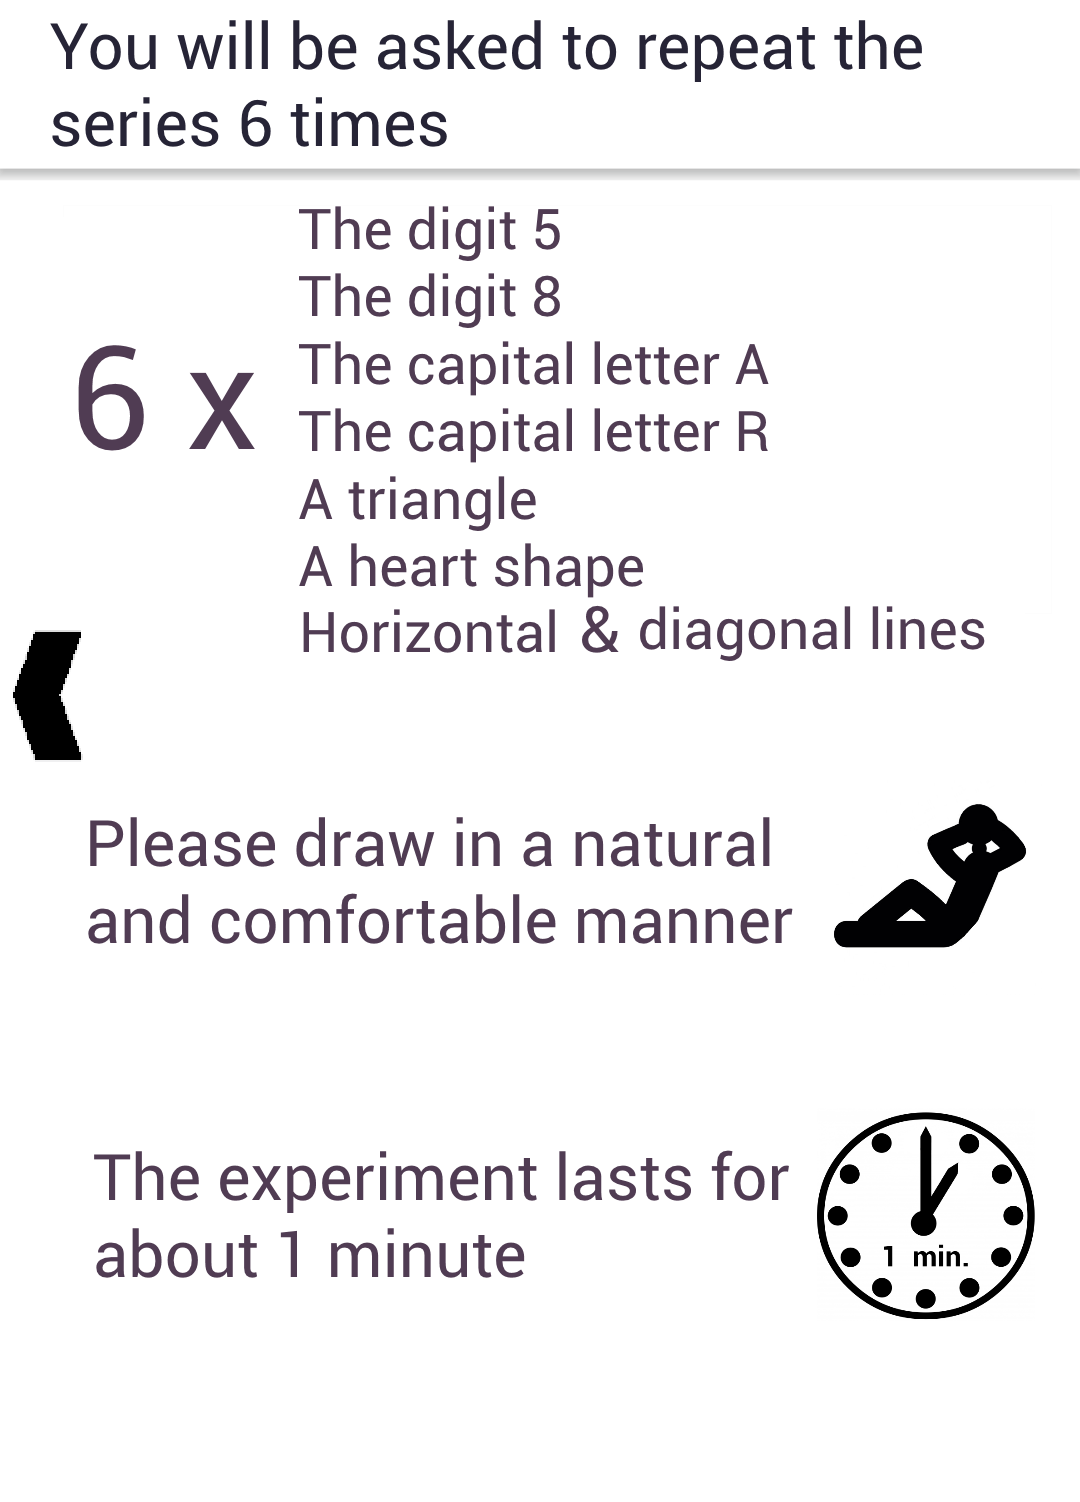 You will be asked to repeat the
series 6 times
6 x
The digit 5
The digit 8
The capital letter A
The capital letter R
A triangle
A heart shape
Horizontal & diagonal lines
Please draw in a natural
and comfortable manner
The experiment lasts for
about 1 minute
1 min.